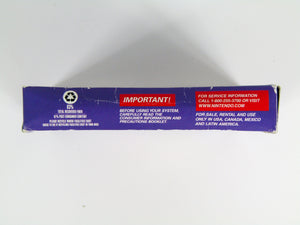 IMPORTANT!
BEFORE USING YOUR SYSTEM,
CAREFULLY READ THE
CONSUMER INFORMATION AND
PRECAUTIONS BOOKLET.
FOR SERVICE INFORMATION
CALL 1-800-255-3700 OR VISIT
WWW.NINTENDO.COM
FOR SALE, RENTAL AND USE
ONLY IN USA, CANADA, MEXICO
AND LATIN AMERICA.